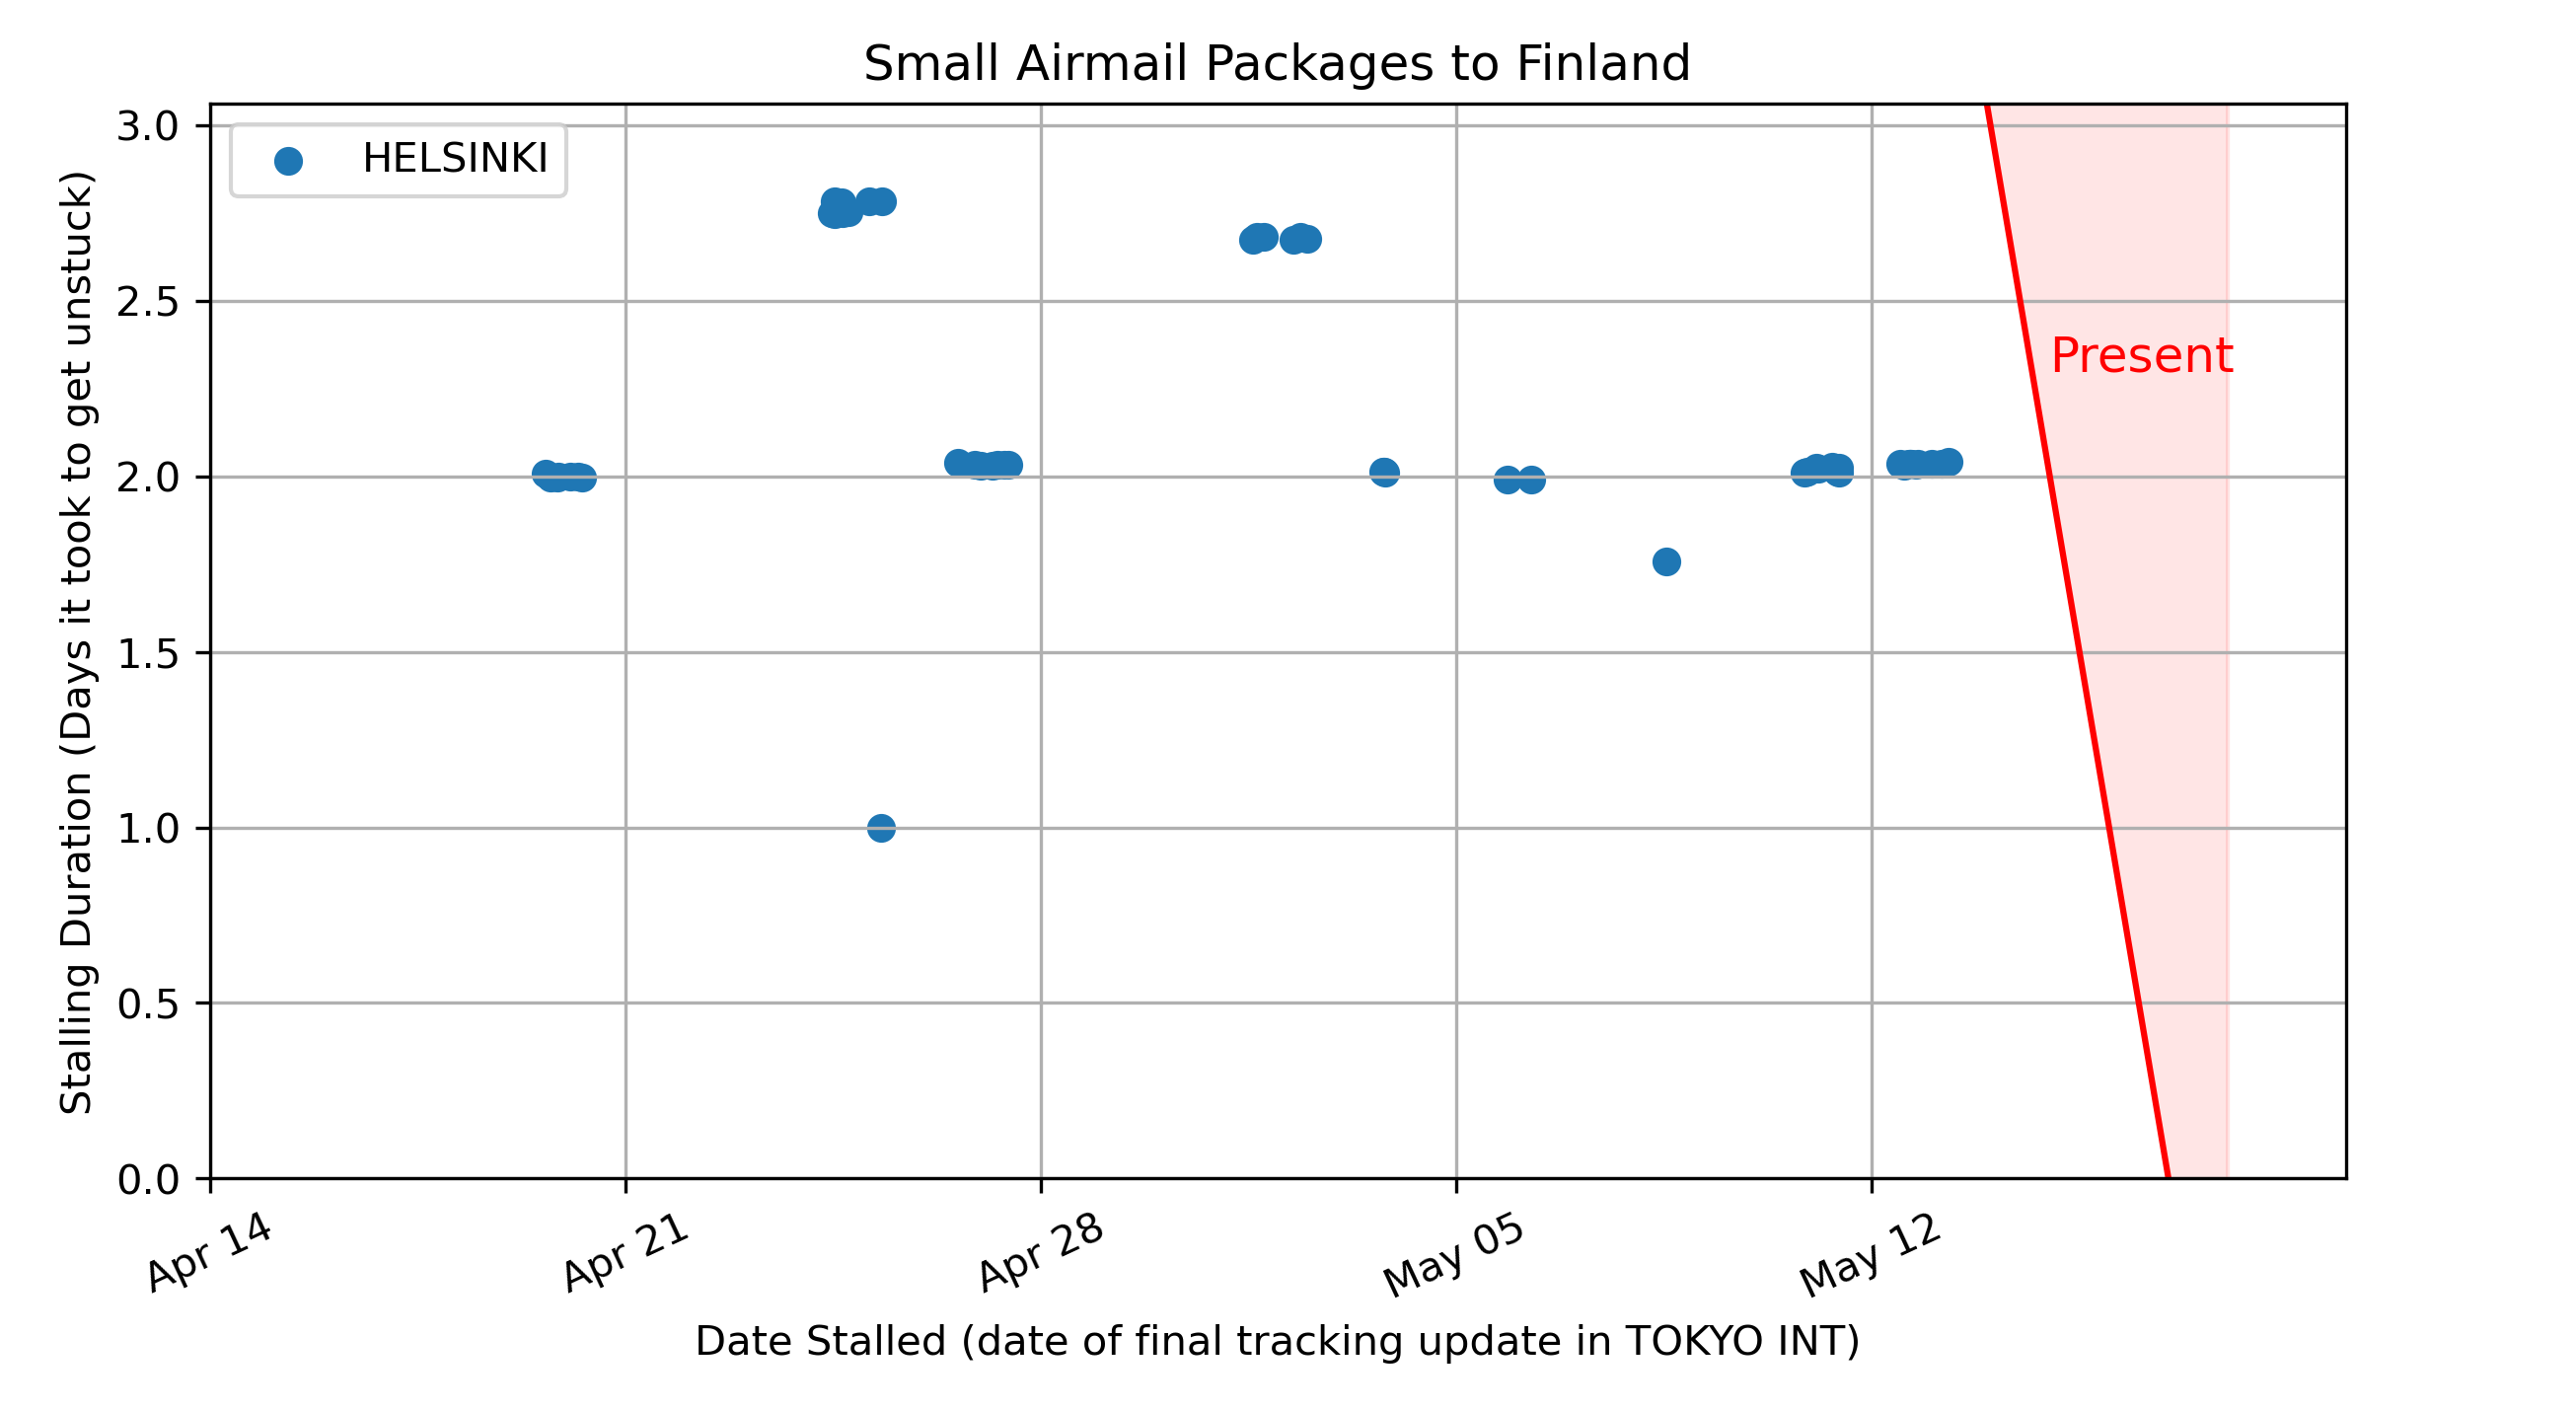 Small Airmail Packages to Finland
HELSINKI
Present
Stalling Duration (Days it took to get unstuck)
3.0
2.5
2.0
1.5
1.0
0.5
0.0
Apr 14
Apr 21
Apr 28
May 05
May 12
Date Stalled (date of final tracking update in TOKYO INT)